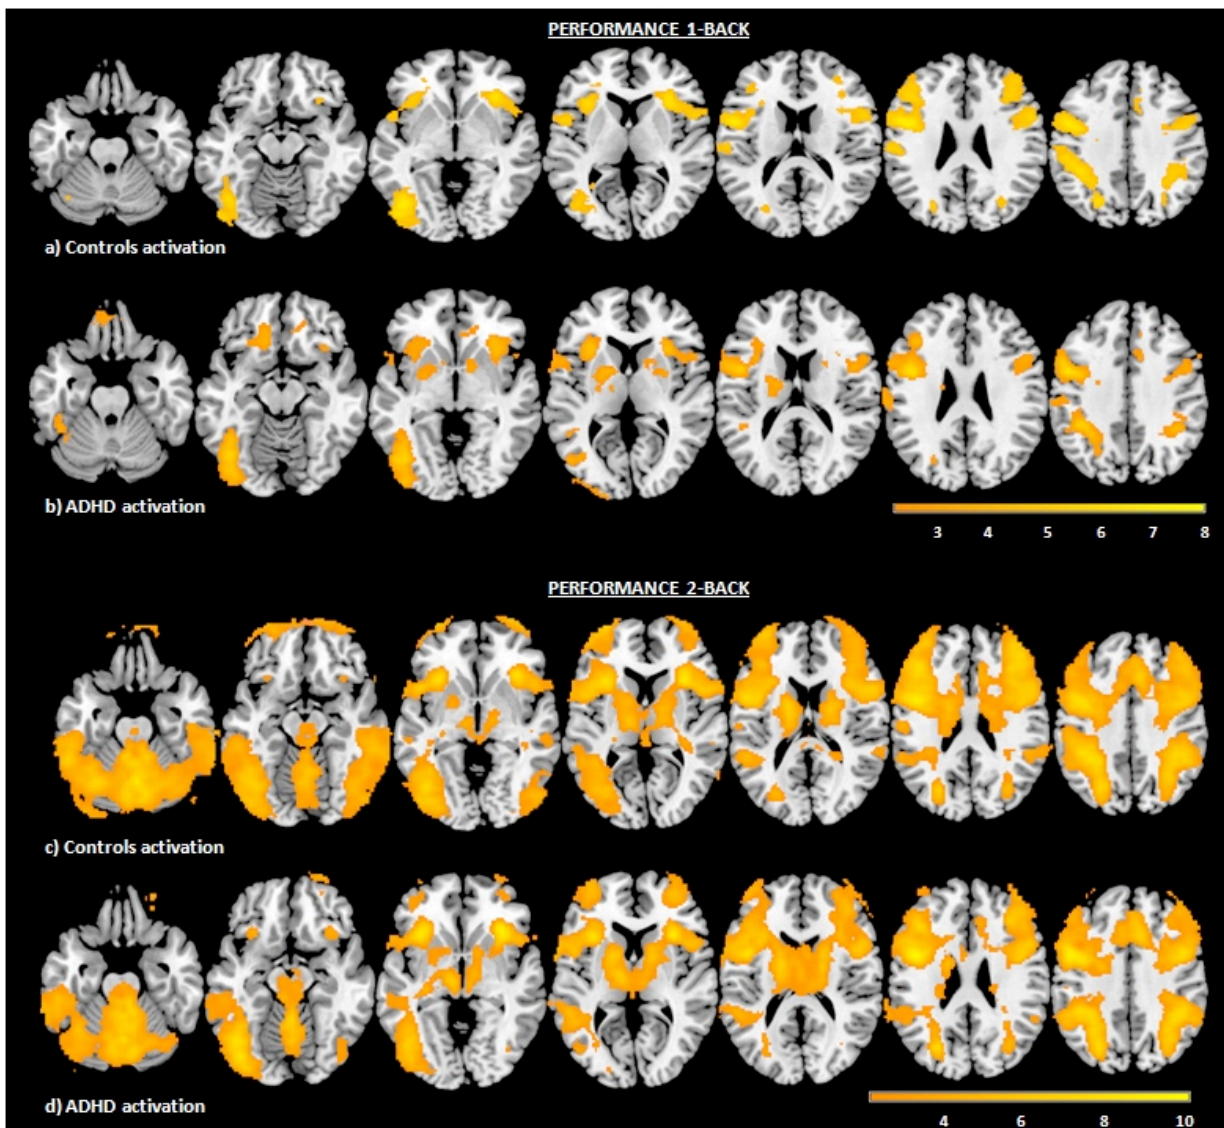 PERFORMANCE 1-BACK
a) Controls activation
b) ADHD activation
3 4 5 6 7 8
PERFORMANCE 2-BACK
c) Controls activation
d) ADHD activation
4 6 8 10